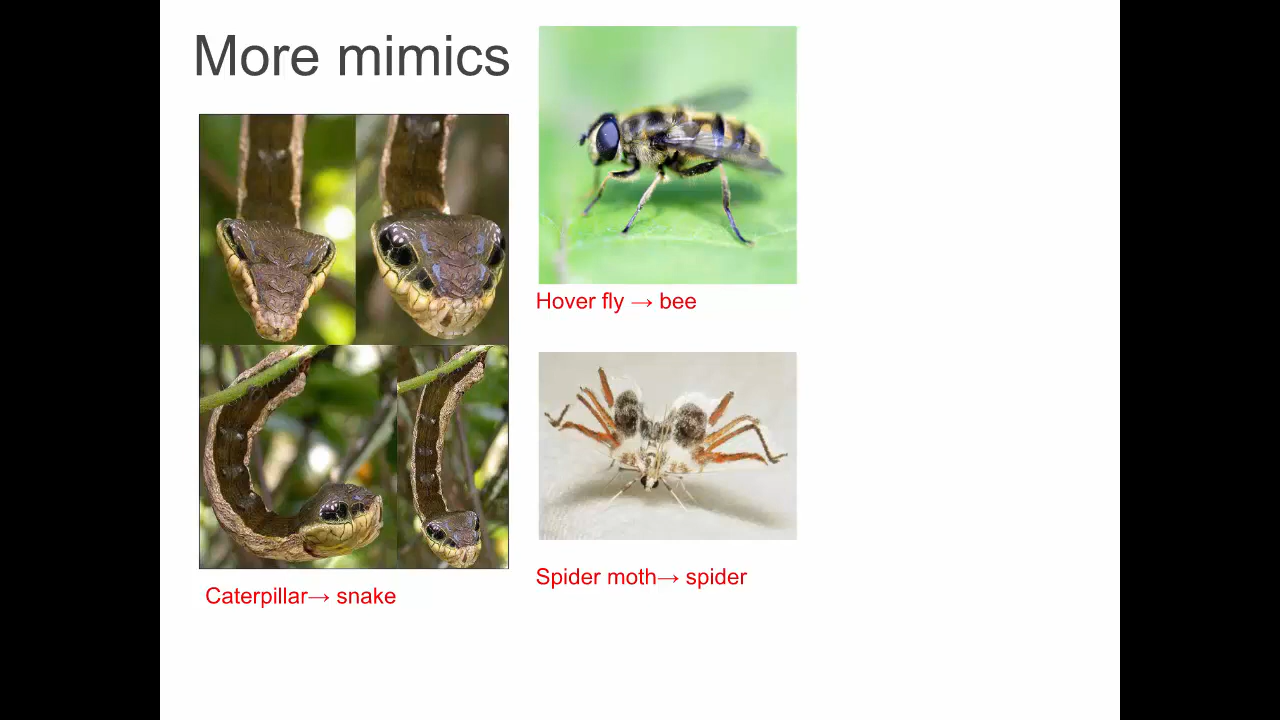 More mimics
Hover fly → bee
Spider moth→ spider
Caterpillar→ snake